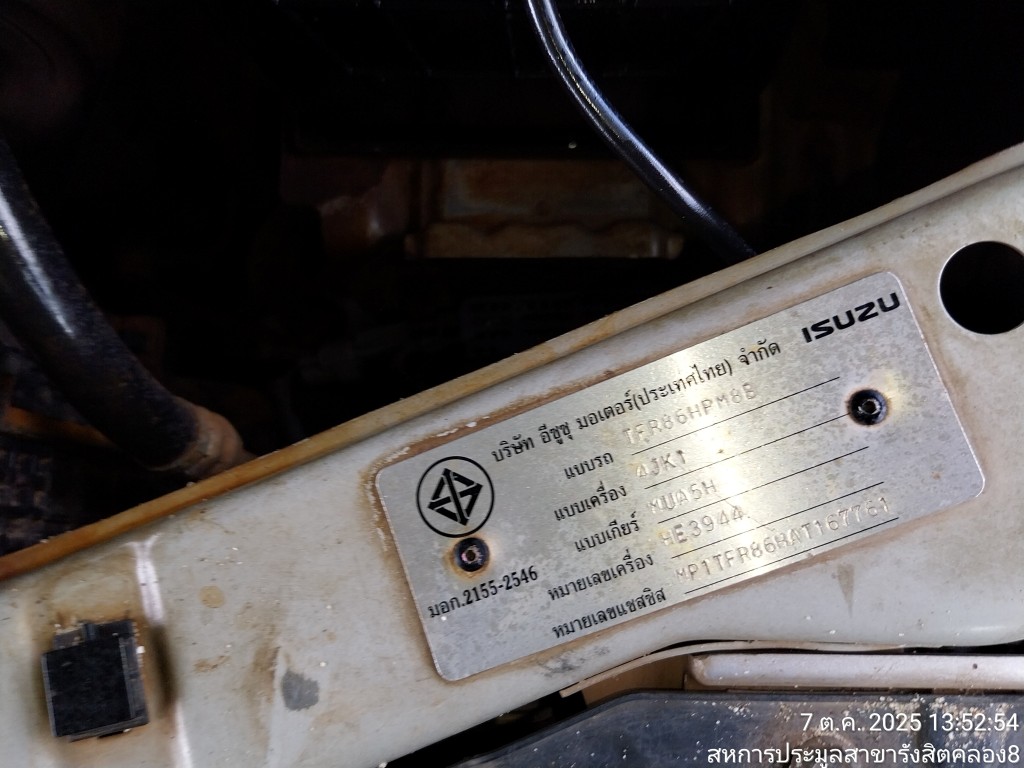 ISUZU
บริษัท อีซูซุ มอเตอร์(ประเทศไทย) จำกัด
แบบรถ TFR86HPM8E
แบบเครื่อง 4JK1
แบบเกียร์ MUA5H
หมายเลขเครื่อง HE3944
หมายเลขแชสซิส MP1TFR86HAT167761
มอก.2155-2546
7 ต.ค. 2025 13:52:54
สหการประมูลสาขารังสิตคลอง8